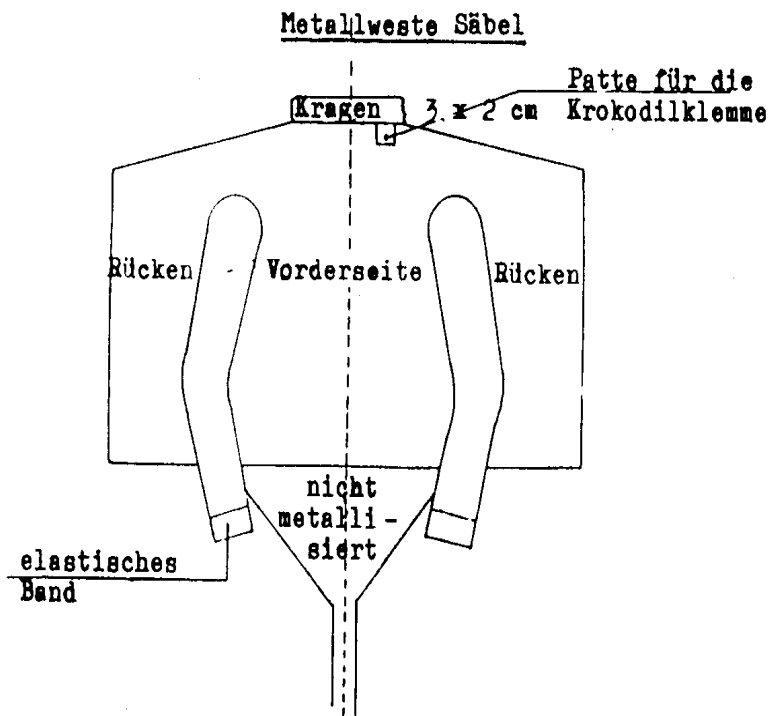 Metallweste Säbel
Patte für die
Kragen 3 x 2 cm Krokodilklemme
Rücken Vorderseite Rücken
nicht
metalli-
siert
elastisches
Band